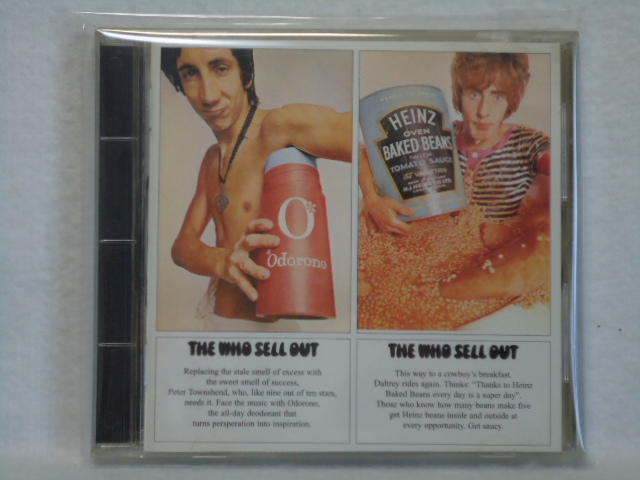 O
Odorono
HEINZ
OVEN
BAKED BEANS
TOMATO SAUCE
57 VARIETIES
THE WHO SELL OUT
Replacing the stale smell of excess with
the sweet smell of success,
Peter Townshend, who, like nine out of ten stars,
needs it. Face the music with Odorono,
the all-day deodorant that
turns perspiration into inspiration.
THE WHO SELL OUT
This way to a cowboy's breakfast.
Daltrey rides again. Thinks: "Thanks to Heinz
Baked Beans every day is a super day".
Those who know how many beans make five
get Heinz beans inside and outside at
every opportunity. Get saucy.